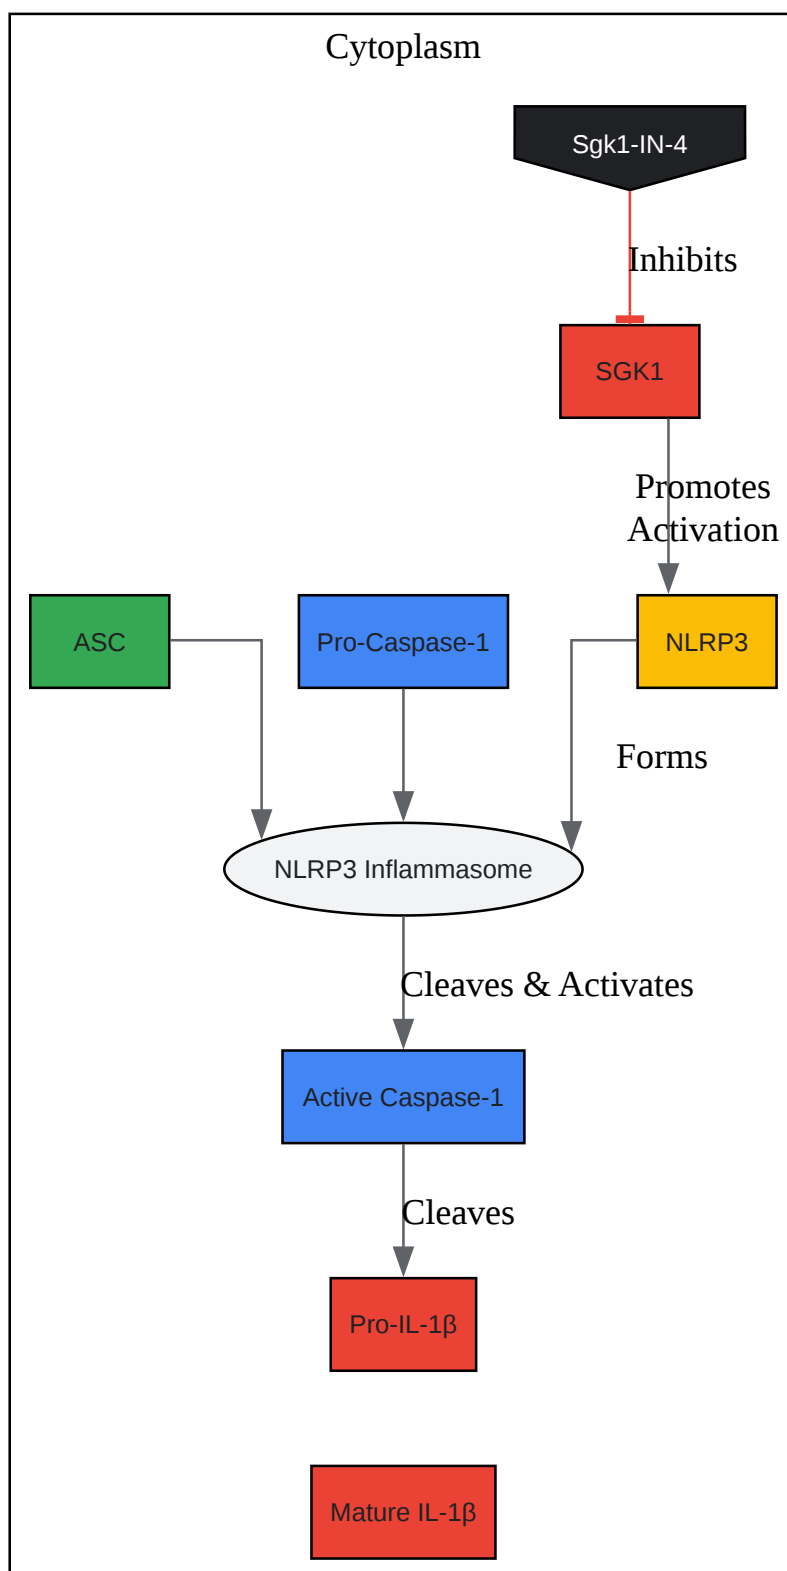 Cytoplasm
Sgk1-IN-4
Inhibits
SGK1
Promotes
Activation
ASC
Pro-Caspase-1
NLRP3
Forms
NLRP3 Inflammasome
Cleaves & Activates
Active Caspase-1
Cleaves
Pro-IL-1β
Mature IL-1β